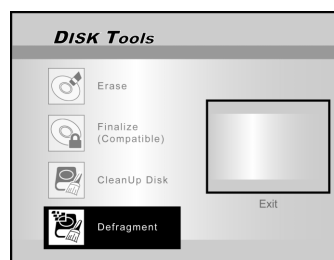 DISK Tools
Erase
Finalize
(Compatible)
CleanUp Disk
Exit
Defragment